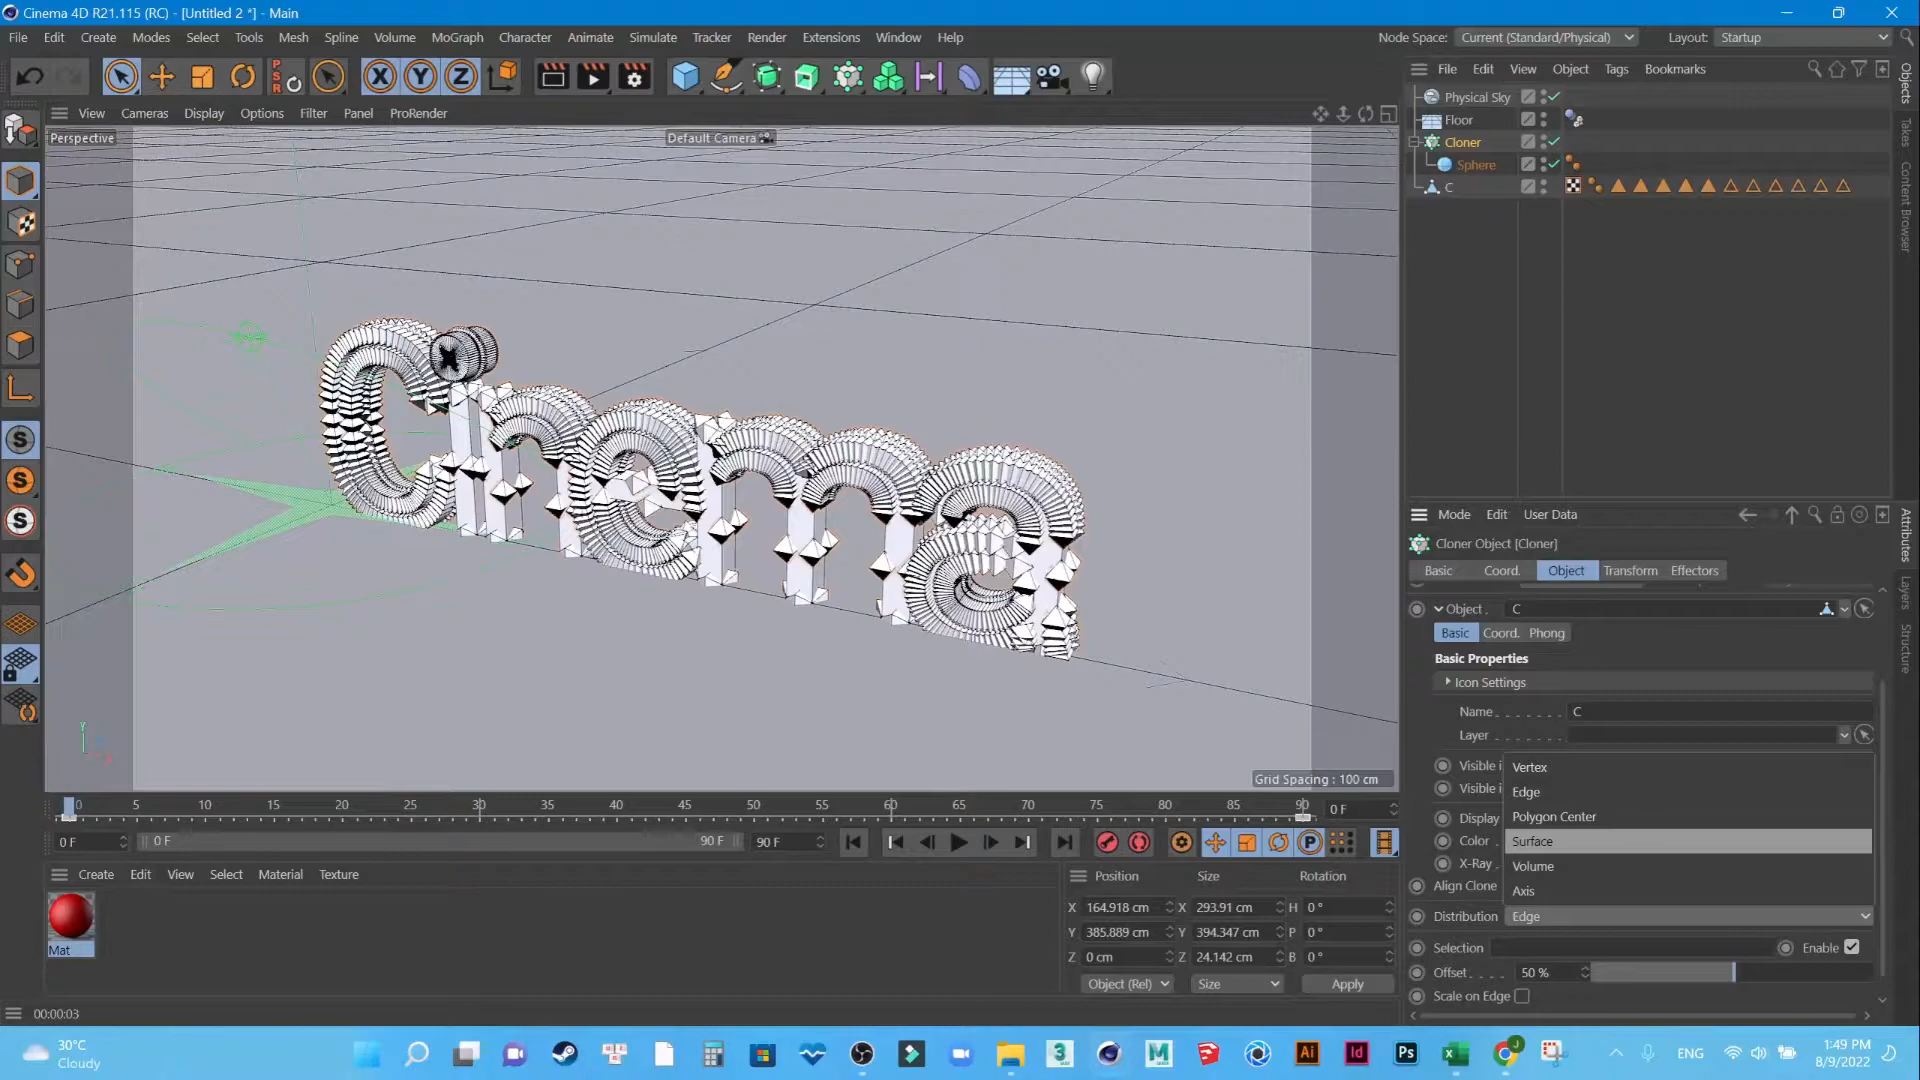 Cinema 4D R21.115 (RC) - [Untitled 2 *] - Main
File Edit Create Modes Select Tools Mesh Spline Volume MoGraph Character Animate Simulate Tracker Render Extensions Window Help
Node Space: Current (Standard/Physical) Layout: Startup
PSR X Y Z
File Edit View Object Tags Bookmarks
View Cameras Display Options Filter Panel ProRender
Perspective
Default Camera
Physical Sky
Floor
Cloner
Sphere
C
Objects
Takes
Content Browser
Attributes
Layers
Structure
Grid Spacing : 100 cm
Mode Edit User Data
Cloner Object [Cloner]
Basic Coord. Object Transform Effectors
Object . C
Basic Coord. Phong
Basic Properties
Icon Settings
Name C
Layer
Visible i
Visible i
Display
Color
X-Ray
Align Clone
Vertex
Edge
Polygon Center
Surface
Volume
Axis
Distribution Edge
Selection Enable
Offset 50 %
Scale on Edge
0 5 10 15 20 25 30 35 40 45 50 55 60 65 70 75 80 85 90 0 F
0 F 0 F 90 F 90 F
Create Edit View Select Material Texture
Mat
Position Size Rotation
X 164.918 cm X 293.91 cm H 0 °
Y 385.889 cm Y 394.347 cm P 0 °
Z 0 cm Z 24.142 cm B 0 °
Object (Rel) Size Apply
00:00:03
30°C
Cloudy
ENG
1:49 PM
8/9/2022